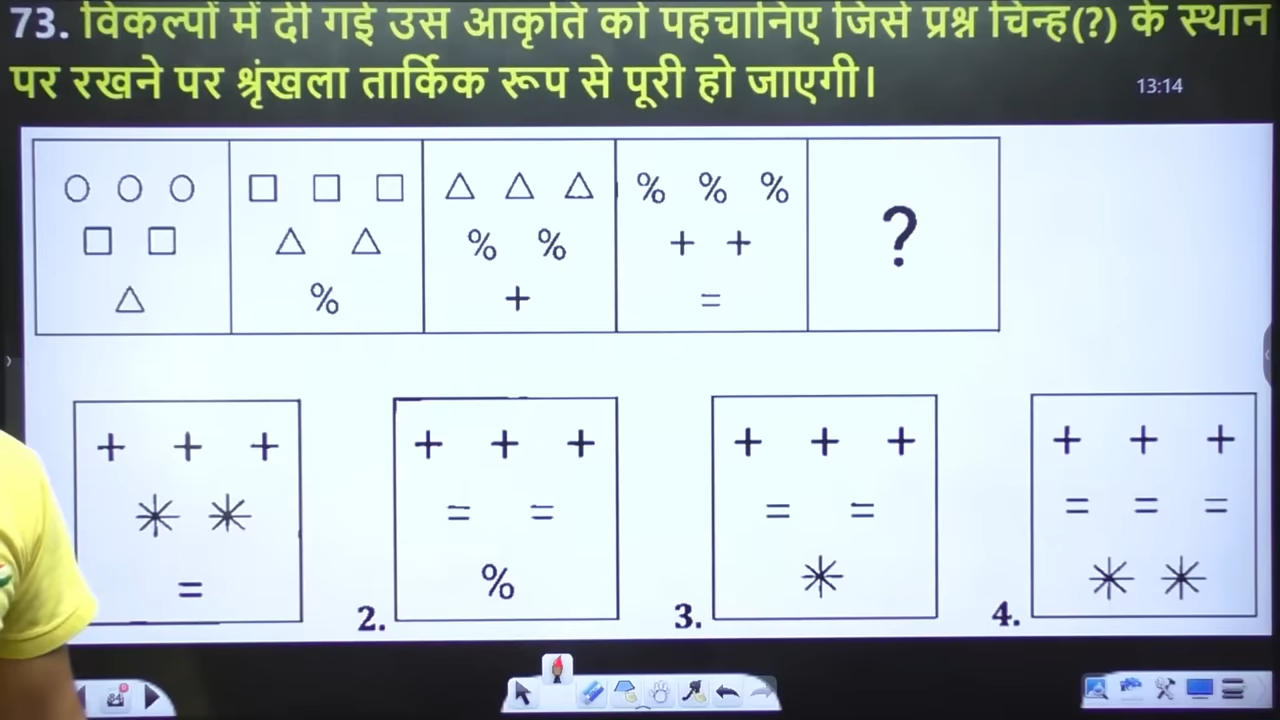 73. विकल्पों में दी गई उस आकृति को पहचानिए जिसे प्रश्न चिन्ह(?) के स्थान
पर रखने पर श्रृंखला तार्किक रूप से पूरी हो जाएगी।
13:14
% % %
% % + +
% + =
?
+ + +
= =
%
2.
+ + +
= =
3.
+ + +
= = =
4.
+ + +
=